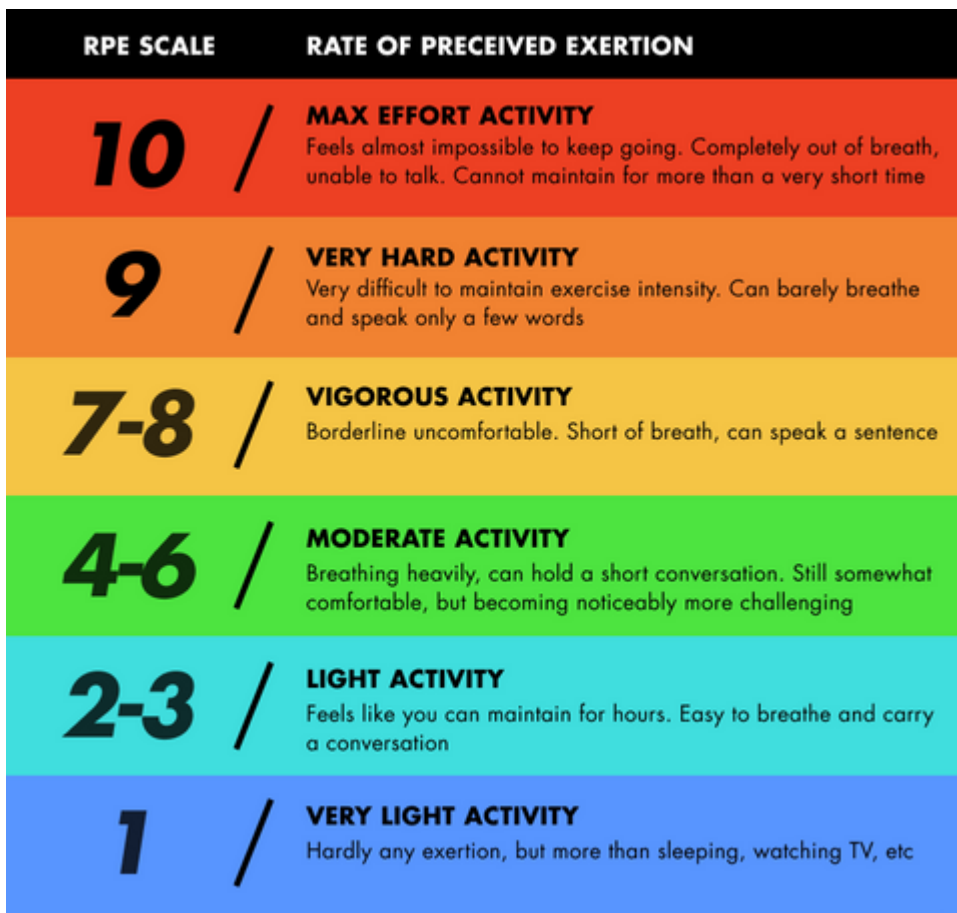 RPE SCALE
RATE OF PRECEIVED EXERTION
10 /
MAX EFFORT ACTIVITY
Feels almost impossible to keep going. Completely out of breath,
unable to talk. Cannot maintain for more than a very short time
9 /
VERY HARD ACTIVITY
Very difficult to maintain exercise intensity. Can barely breathe
and speak only a few words
7-8 /
VIGOROUS ACTIVITY
Borderline uncomfortable. Short of breath, can speak a sentence
4-6 /
MODERATE ACTIVITY
Breathing heavily, can hold a short conversation. Still somewhat
comfortable, but becoming noticeably more challenging
2-3 /
LIGHT ACTIVITY
Feels like you can maintain for hours. Easy to breathe and carry
a conversation
1 /
VERY LIGHT ACTIVITY
Hardly any exertion, but more than sleeping, watching TV, etc